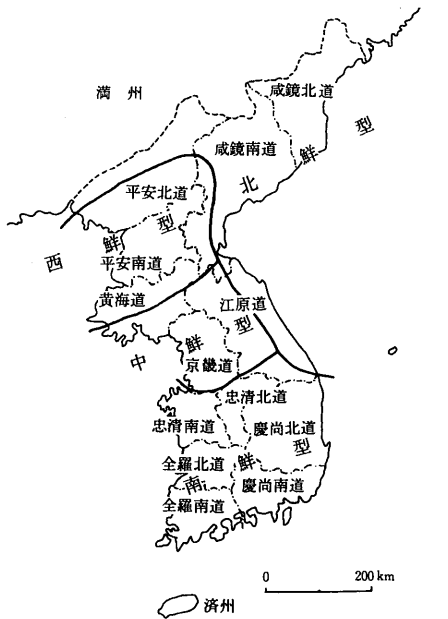 満州
咸鏡北道
咸鏡南道
北鮮型
平安北道
西鮮型
平安南道
黄海道
江原道
中鮮型
京畿道
忠清北道
忠清南道
慶尚北道
全羅北道
南鮮型
慶尚南道
全羅南道
0 200 km
済州